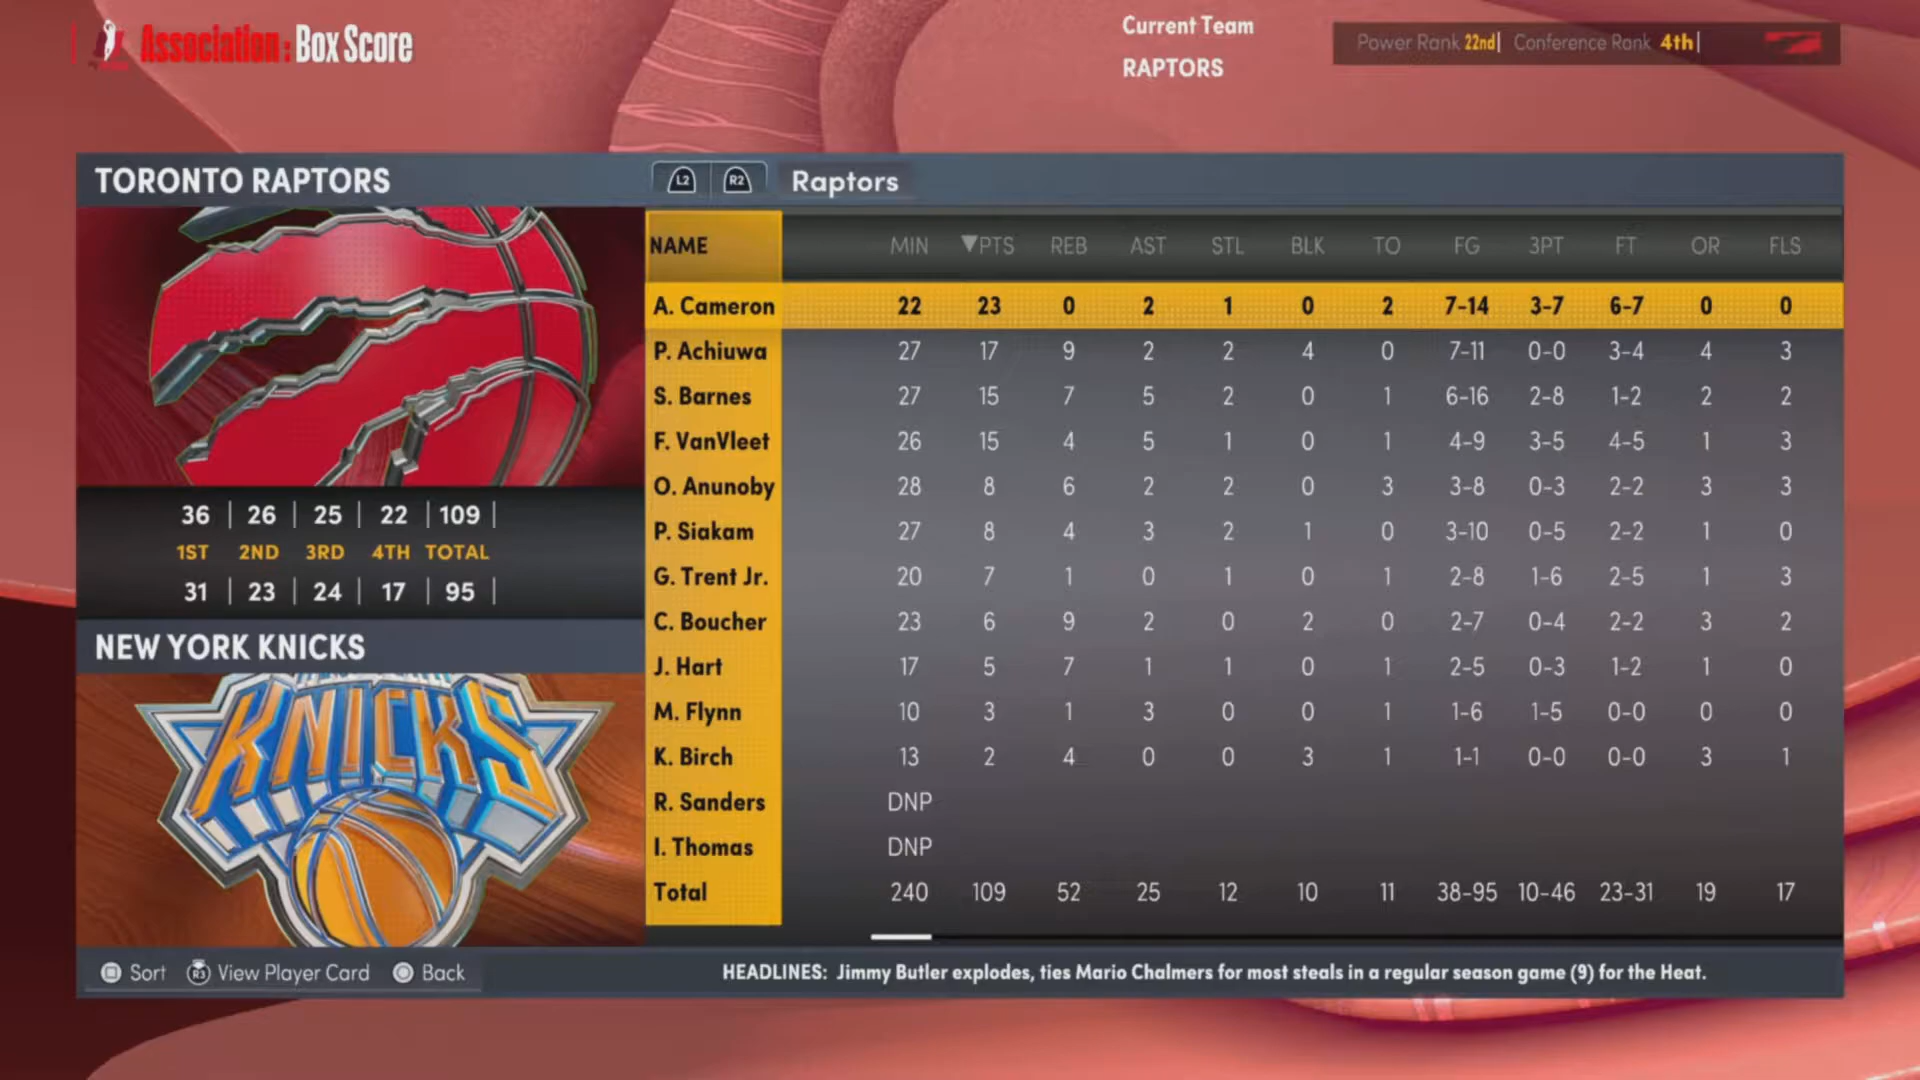 Association: Box Score
Current Team
RAPTORS
Power Rank 22nd| Conference Rank 4th|
TORONTO RAPTORS
L2 R2 Raptors
36 | 26 | 25 | 22 | 109 |
1ST 2ND 3RD 4TH TOTAL
31 | 23 | 24 | 17 | 95 |
NEW YORK KNICKS
KNICKS
NAME MIN ▼PTS REB AST STL BLK TO FG 3PT FT OR FLS
A. Cameron 22 23 0 2 1 0 2 7-14 3-7 6-7 0 0
P. Achiuwa 27 17 9 2 2 4 0 7-11 0-0 3-4 4 3
S. Barnes 27 15 7 5 2 0 1 6-16 2-8 1-2 2 2
F. VanVleet 26 15 4 5 1 0 1 4-9 3-5 4-5 1 3
O. Anunoby 28 8 6 2 2 0 3 3-8 0-3 2-2 3 3
P. Siakam 27 8 4 3 2 1 0 3-10 0-5 2-2 1 0
G. Trent Jr. 20 7 1 0 1 0 1 2-8 1-6 2-5 1 3
C. Boucher 23 6 9 2 0 2 0 2-7 0-4 2-2 3 2
J. Hart 17 5 7 1 1 0 1 2-5 0-3 1-2 1 0
M. Flynn 10 3 1 3 0 0 1 1-6 1-5 0-0 0 0
K. Birch 13 2 4 0 0 3 1 1-1 0-0 0-0 3 1
R. Sanders DNP
I. Thomas DNP
Total 240 109 52 25 12 10 11 38-95 10-46 23-31 19 17
Sort R3 View Player Card Back
HEADLINES: Jimmy Butler explodes, ties Mario Chalmers for most steals in a regular season game (9) for the Heat.